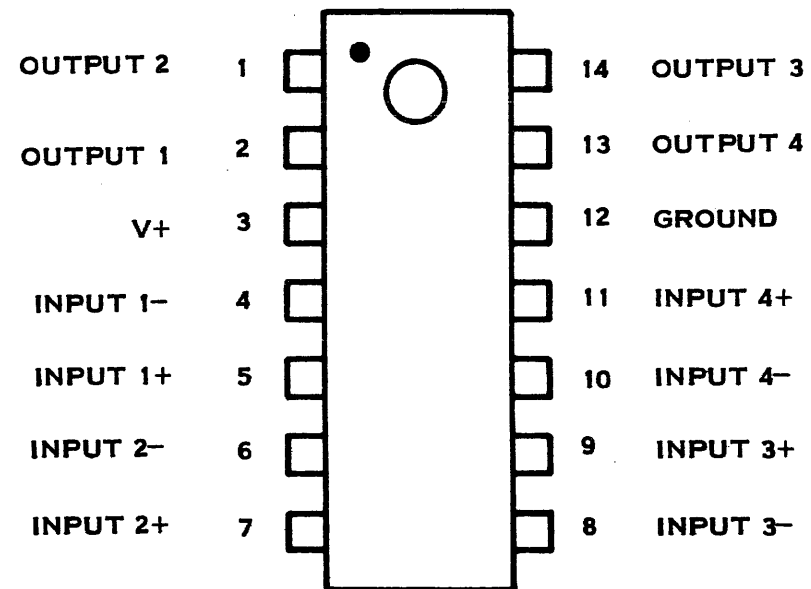 OUTPUT 2 1 14 OUTPUT 3
OUTPUT 1 2 13 OUTPUT 4
V+ 3 12 GROUND
INPUT 1− 4 11 INPUT 4+
INPUT 1+ 5 10 INPUT 4−
INPUT 2− 6 9 INPUT 3+
INPUT 2+ 7 8 INPUT 3−